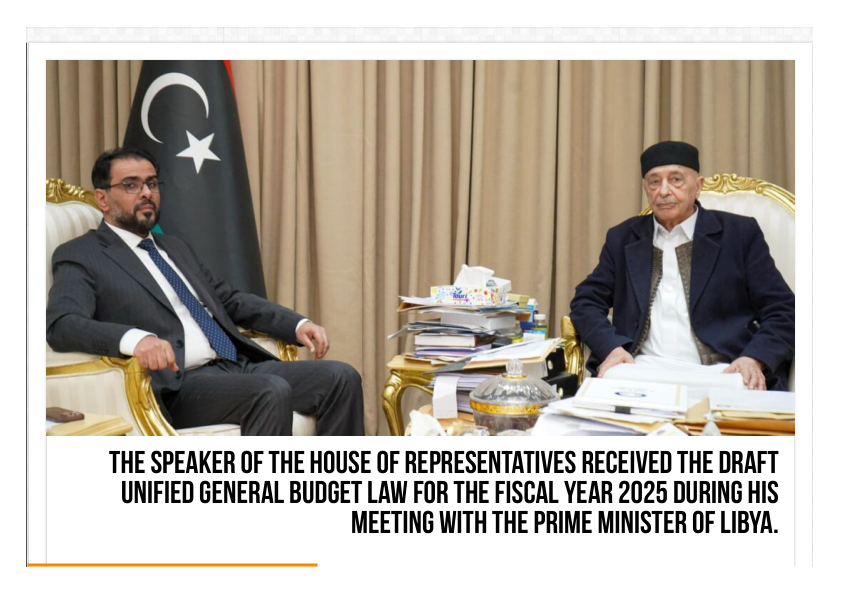 Tauri
THE SPEAKER OF THE HOUSE OF REPRESENTATIVES RECEIVED THE DRAFT
UNIFIED GENERAL BUDGET LAW FOR THE FISCAL YEAR 2025 DURING HIS
MEETING WITH THE PRIME MINISTER OF LIBYA.